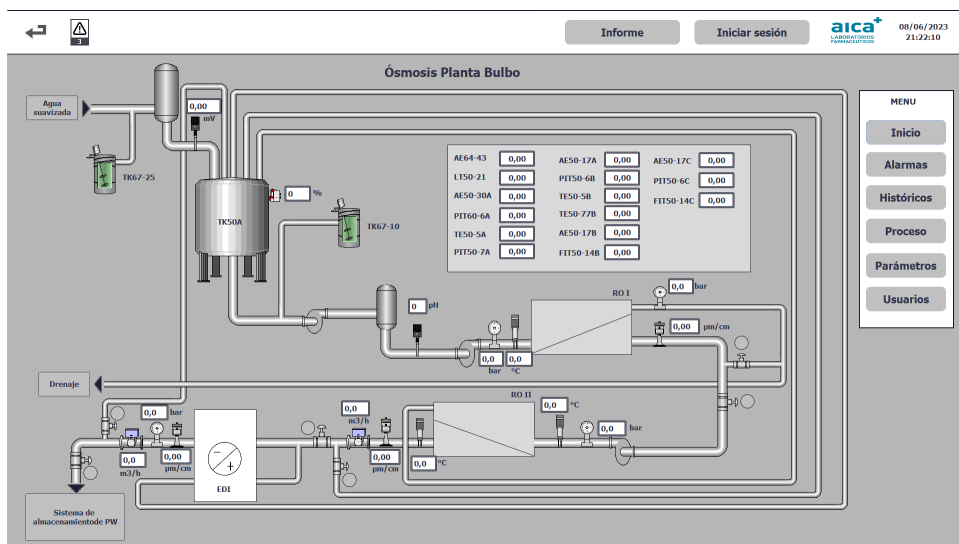 3
Informe
Iniciar sesión
aica+
LABORATORIOS
FARMACÉUTICOS
08/06/2023
21:22:10
Ósmosis Planta Bulbo
Agua
suavizada
0,00
mV
TK67-25
TK50A
0
%
TK67-10
AE64-43 0,00
LT50-21 0,00
AE50-30A 0,00
PIT60-6A 0,00
TE50-5A 0,00
PIT50-7A 0,00
AE50-17A 0,00
PIT50-6B 0,00
TE50-5B 0,00
TE50-77B 0,00
AE50-17B 0,00
FIT50-14B 0,00
AE50-17C 0,00
PIT50-6C 0,00
FIT50-14C 0,00
MENU
Inicio
Alarmas
Históricos
Proceso
Parámetros
Usuarios
0
pH
RO I
0,0 bar
0,00 µm/cm
0,0
bar
0,0
°C
Drenaje
RO II
0,0 bar
0,0
m3/h
0,0 °C
0,0 bar
0,0
m3/h
0,00
µm/cm
0,00
µm/cm
0,0 °C
- +
EDI
Sistema de
almacenamientode PW